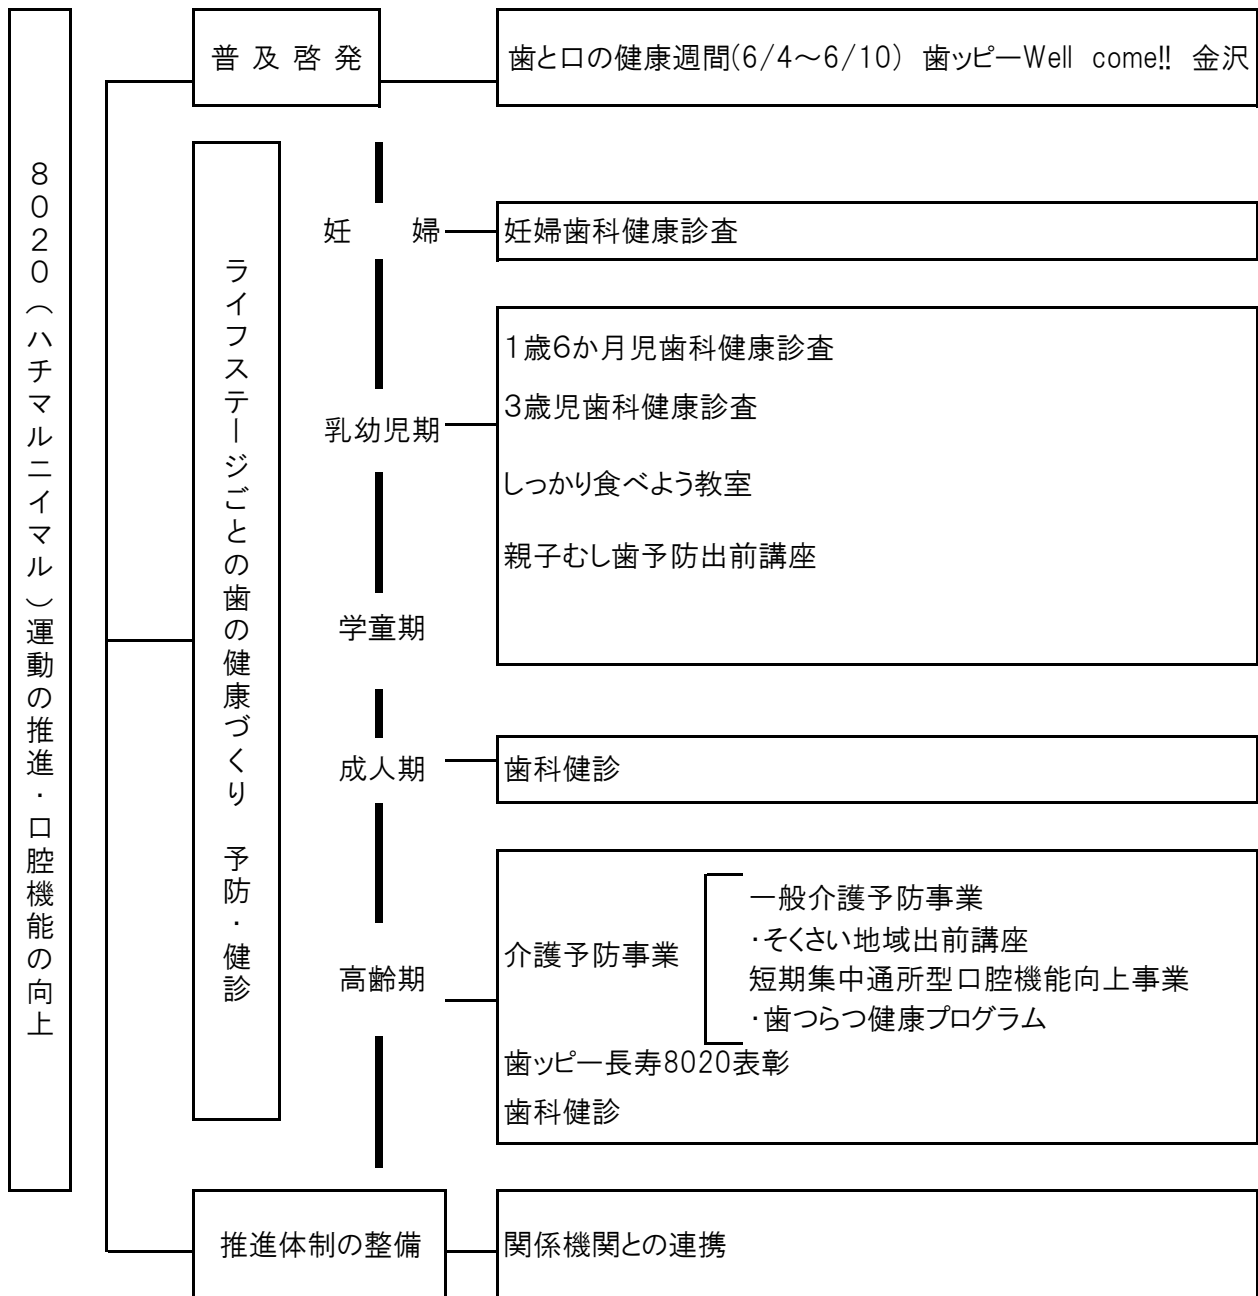 8020(ハチマルニイマル)運動の推進・口腔機能の向上
普及啓発
歯と口の健康週間(6/4～6/10) 歯ッピーWell come!! 金沢
ライフステージごとの歯の健康づくり 予防・健診
妊婦
妊婦歯科健康診査
乳幼児期
1歳6か月児歯科健康診査
3歳児歯科健康診査
しっかり食べよう教室
親子むし歯予防出前講座
学童期
成人期
歯科健診
高齢期
介護予防事業
一般介護予防事業
・そくさい地域出前講座
短期集中通所型口腔機能向上事業
・歯つらつ健康プログラム
歯ッピー長寿8020表彰
歯科健診
推進体制の整備
関係機関との連携